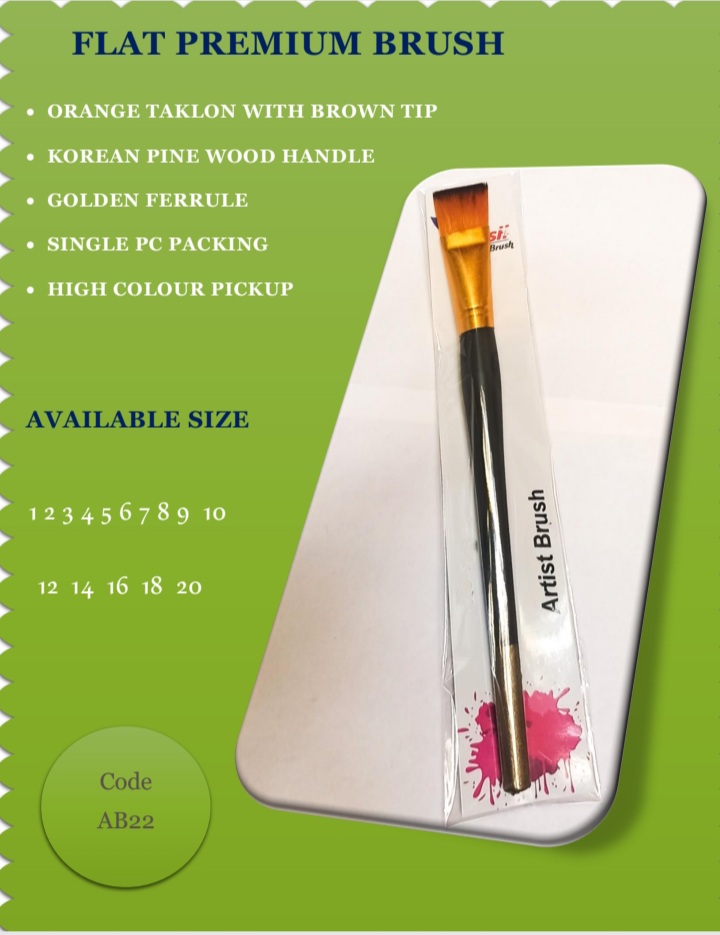 FLAT PREMIUM BRUSH
• ORANGE TAKLON WITH BROWN TIP
• KOREAN PINE WOOD HANDLE
• GOLDEN FERRULE
• SINGLE PC PACKING
• HIGH COLOUR PICKUP
AVAILABLE SIZE
1 2 3 4 5 6 7 8 9 10
12 14 16 18 20
Code
AB22
Brush
Artist Brush